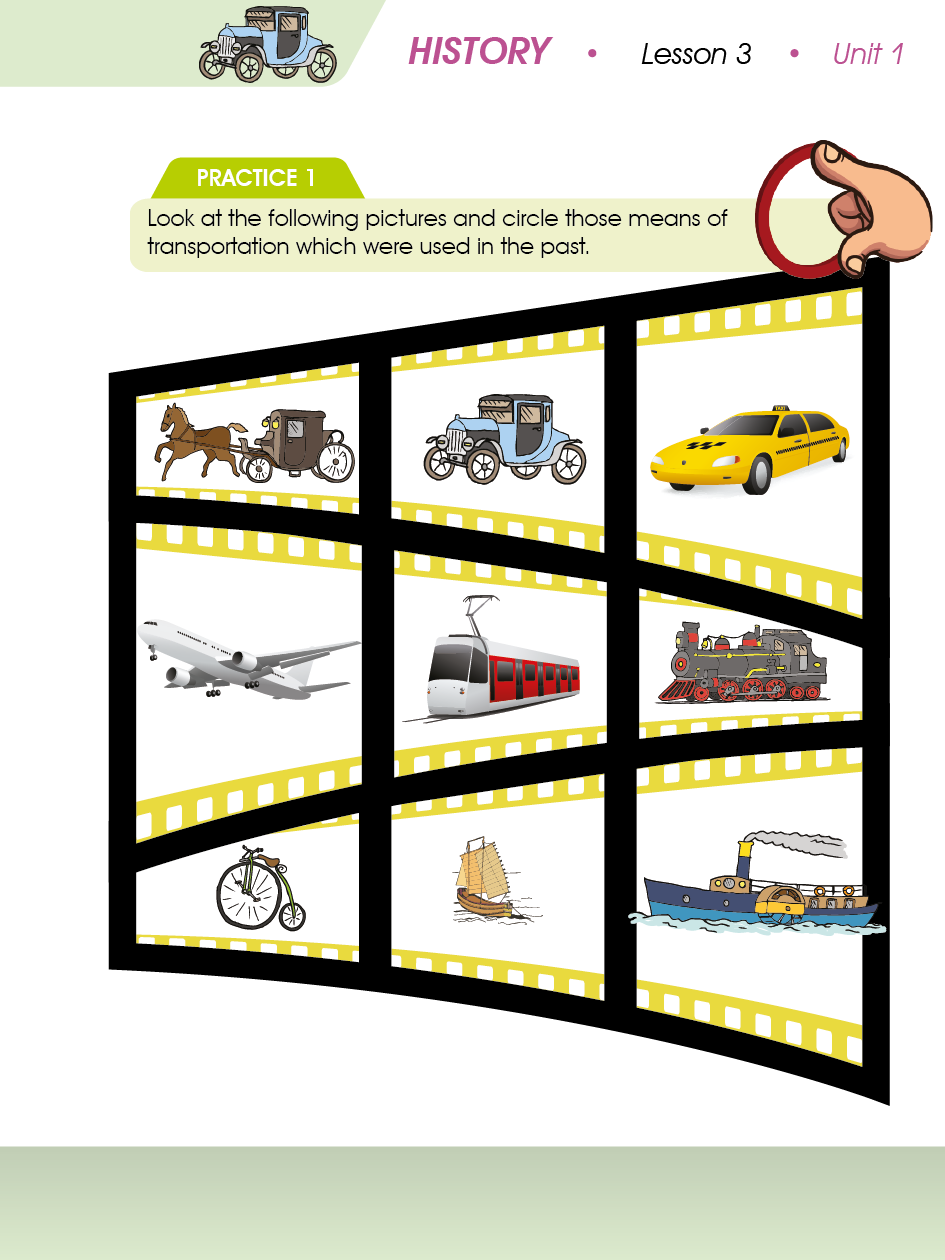 HISTORY • Lesson 3 • Unit 1
PRACTICE 1
Look at the following pictures and circle those means of
transportation which were used in the past.
TAXI